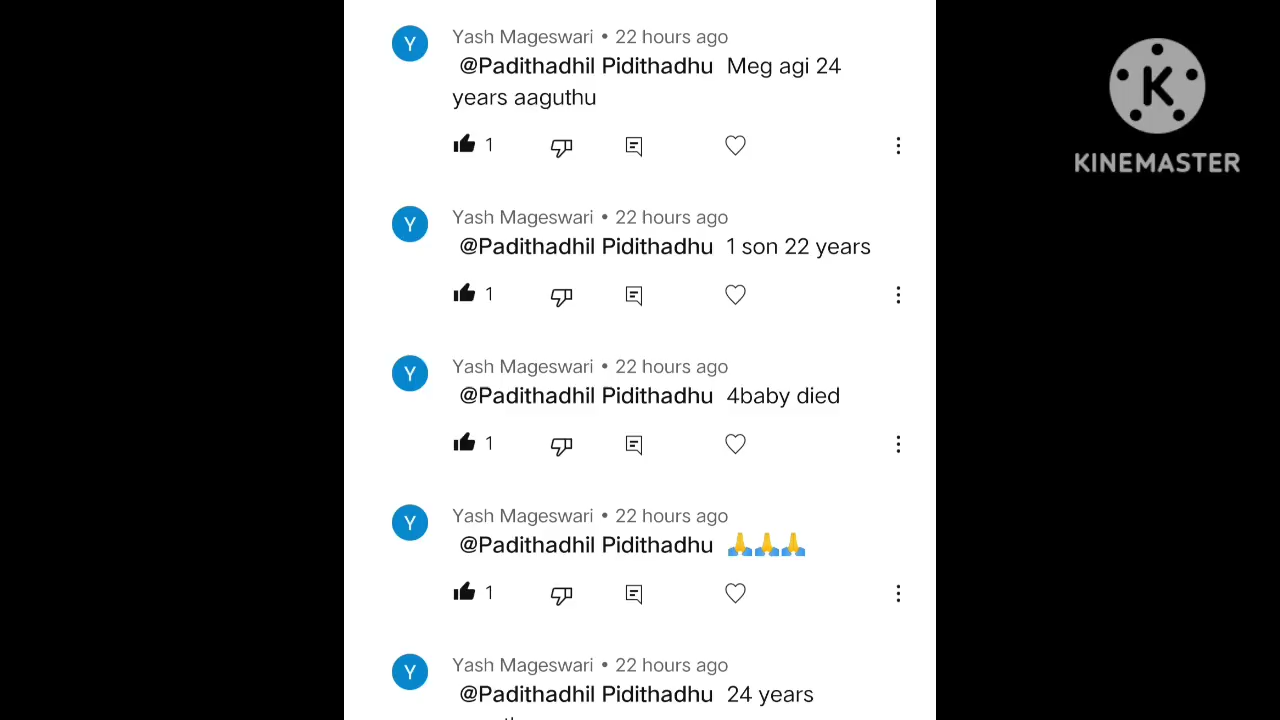 Yash Mageswari • 22 hours ago
@Padithadhil Pidithadhu Meg agi 24
years aaguthu
1
Yash Mageswari • 22 hours ago
@Padithadhil Pidithadhu 1 son 22 years
1
Yash Mageswari • 22 hours ago
@Padithadhil Pidithadhu 4baby died
1
Yash Mageswari • 22 hours ago
@Padithadhil Pidithadhu 🙏🙏🙏
1
Yash Mageswari • 22 hours ago
@Padithadhil Pidithadhu 24 years
Y
Y
Y
Y
Y
K
KINEMASTER